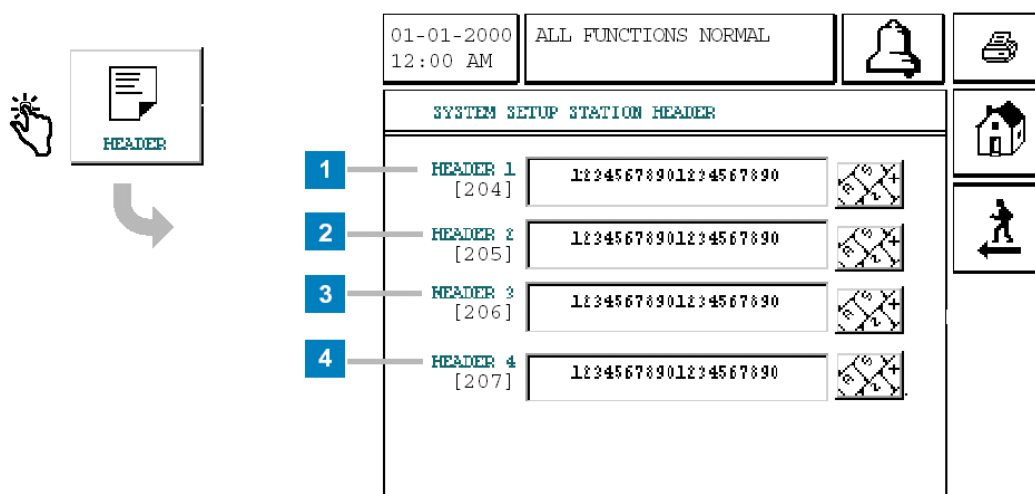 HEADER
01-01-2000
12:00 AM
ALL FUNCTIONS NORMAL
SYSTEM SETUP STATION HEADER
1
HEADER 1
[204]
12345678901234567890
2
HEADER 2
[205]
12345678901234567890
3
HEADER 3
[206]
12345678901234567890
4
HEADER 4
[207]
12345678901234567890